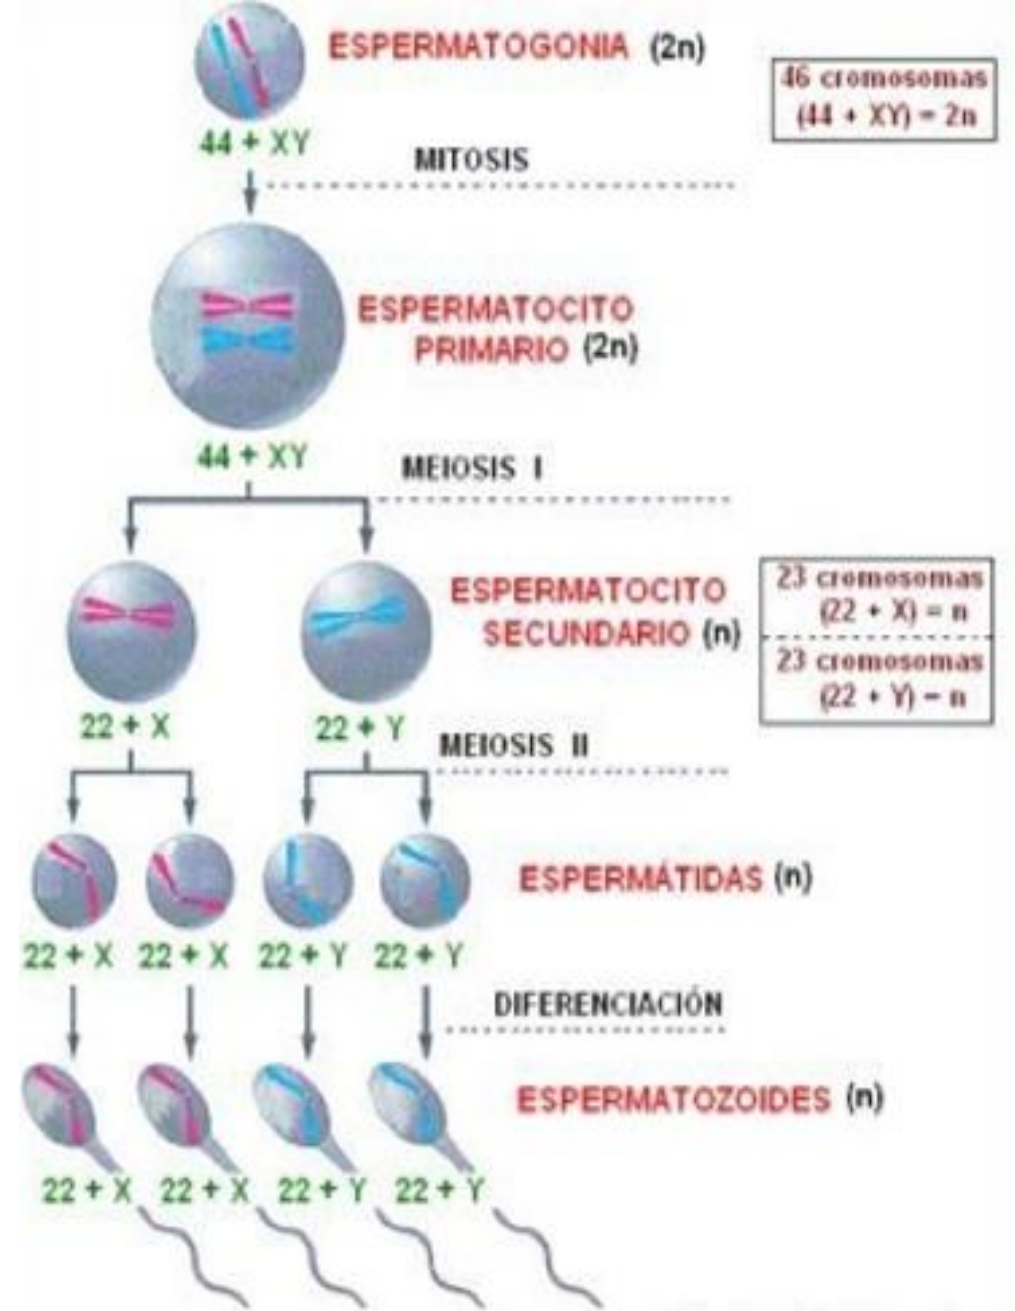 ESPERMATOGONIA (2n)
46 cromosomas
(44 + XY) = 2n
44 + XY
MITOSIS
ESPERMATOCITO
PRIMARIO (2n)
44 + XY
MEIOSIS I
ESPERMATOCITO
SECUNDARIO (n)
23 cromosomas
(22 + X) = n
23 cromosomas
(22 + Y) = n
22 + X
22 + Y
MEIOSIS II
ESPERMÁTIDAS (n)
22 + X 22 + X 22 + Y 22 + Y
DIFERENCIACIÓN
ESPERMATOZOIDES (n)
22 + X 22 + X 22 + Y 22 + Y